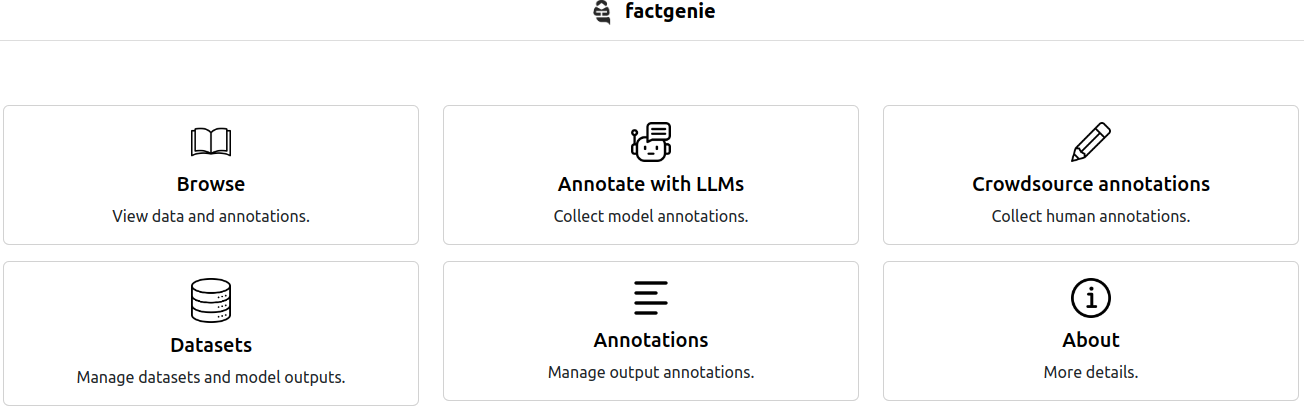 factgenie
Browse
View data and annotations.
Annotate with LLMs
Collect model annotations.
Crowdsource annotations
Collect human annotations.
Datasets
Manage datasets and model outputs.
Annotations
Manage output annotations.
About
More details.